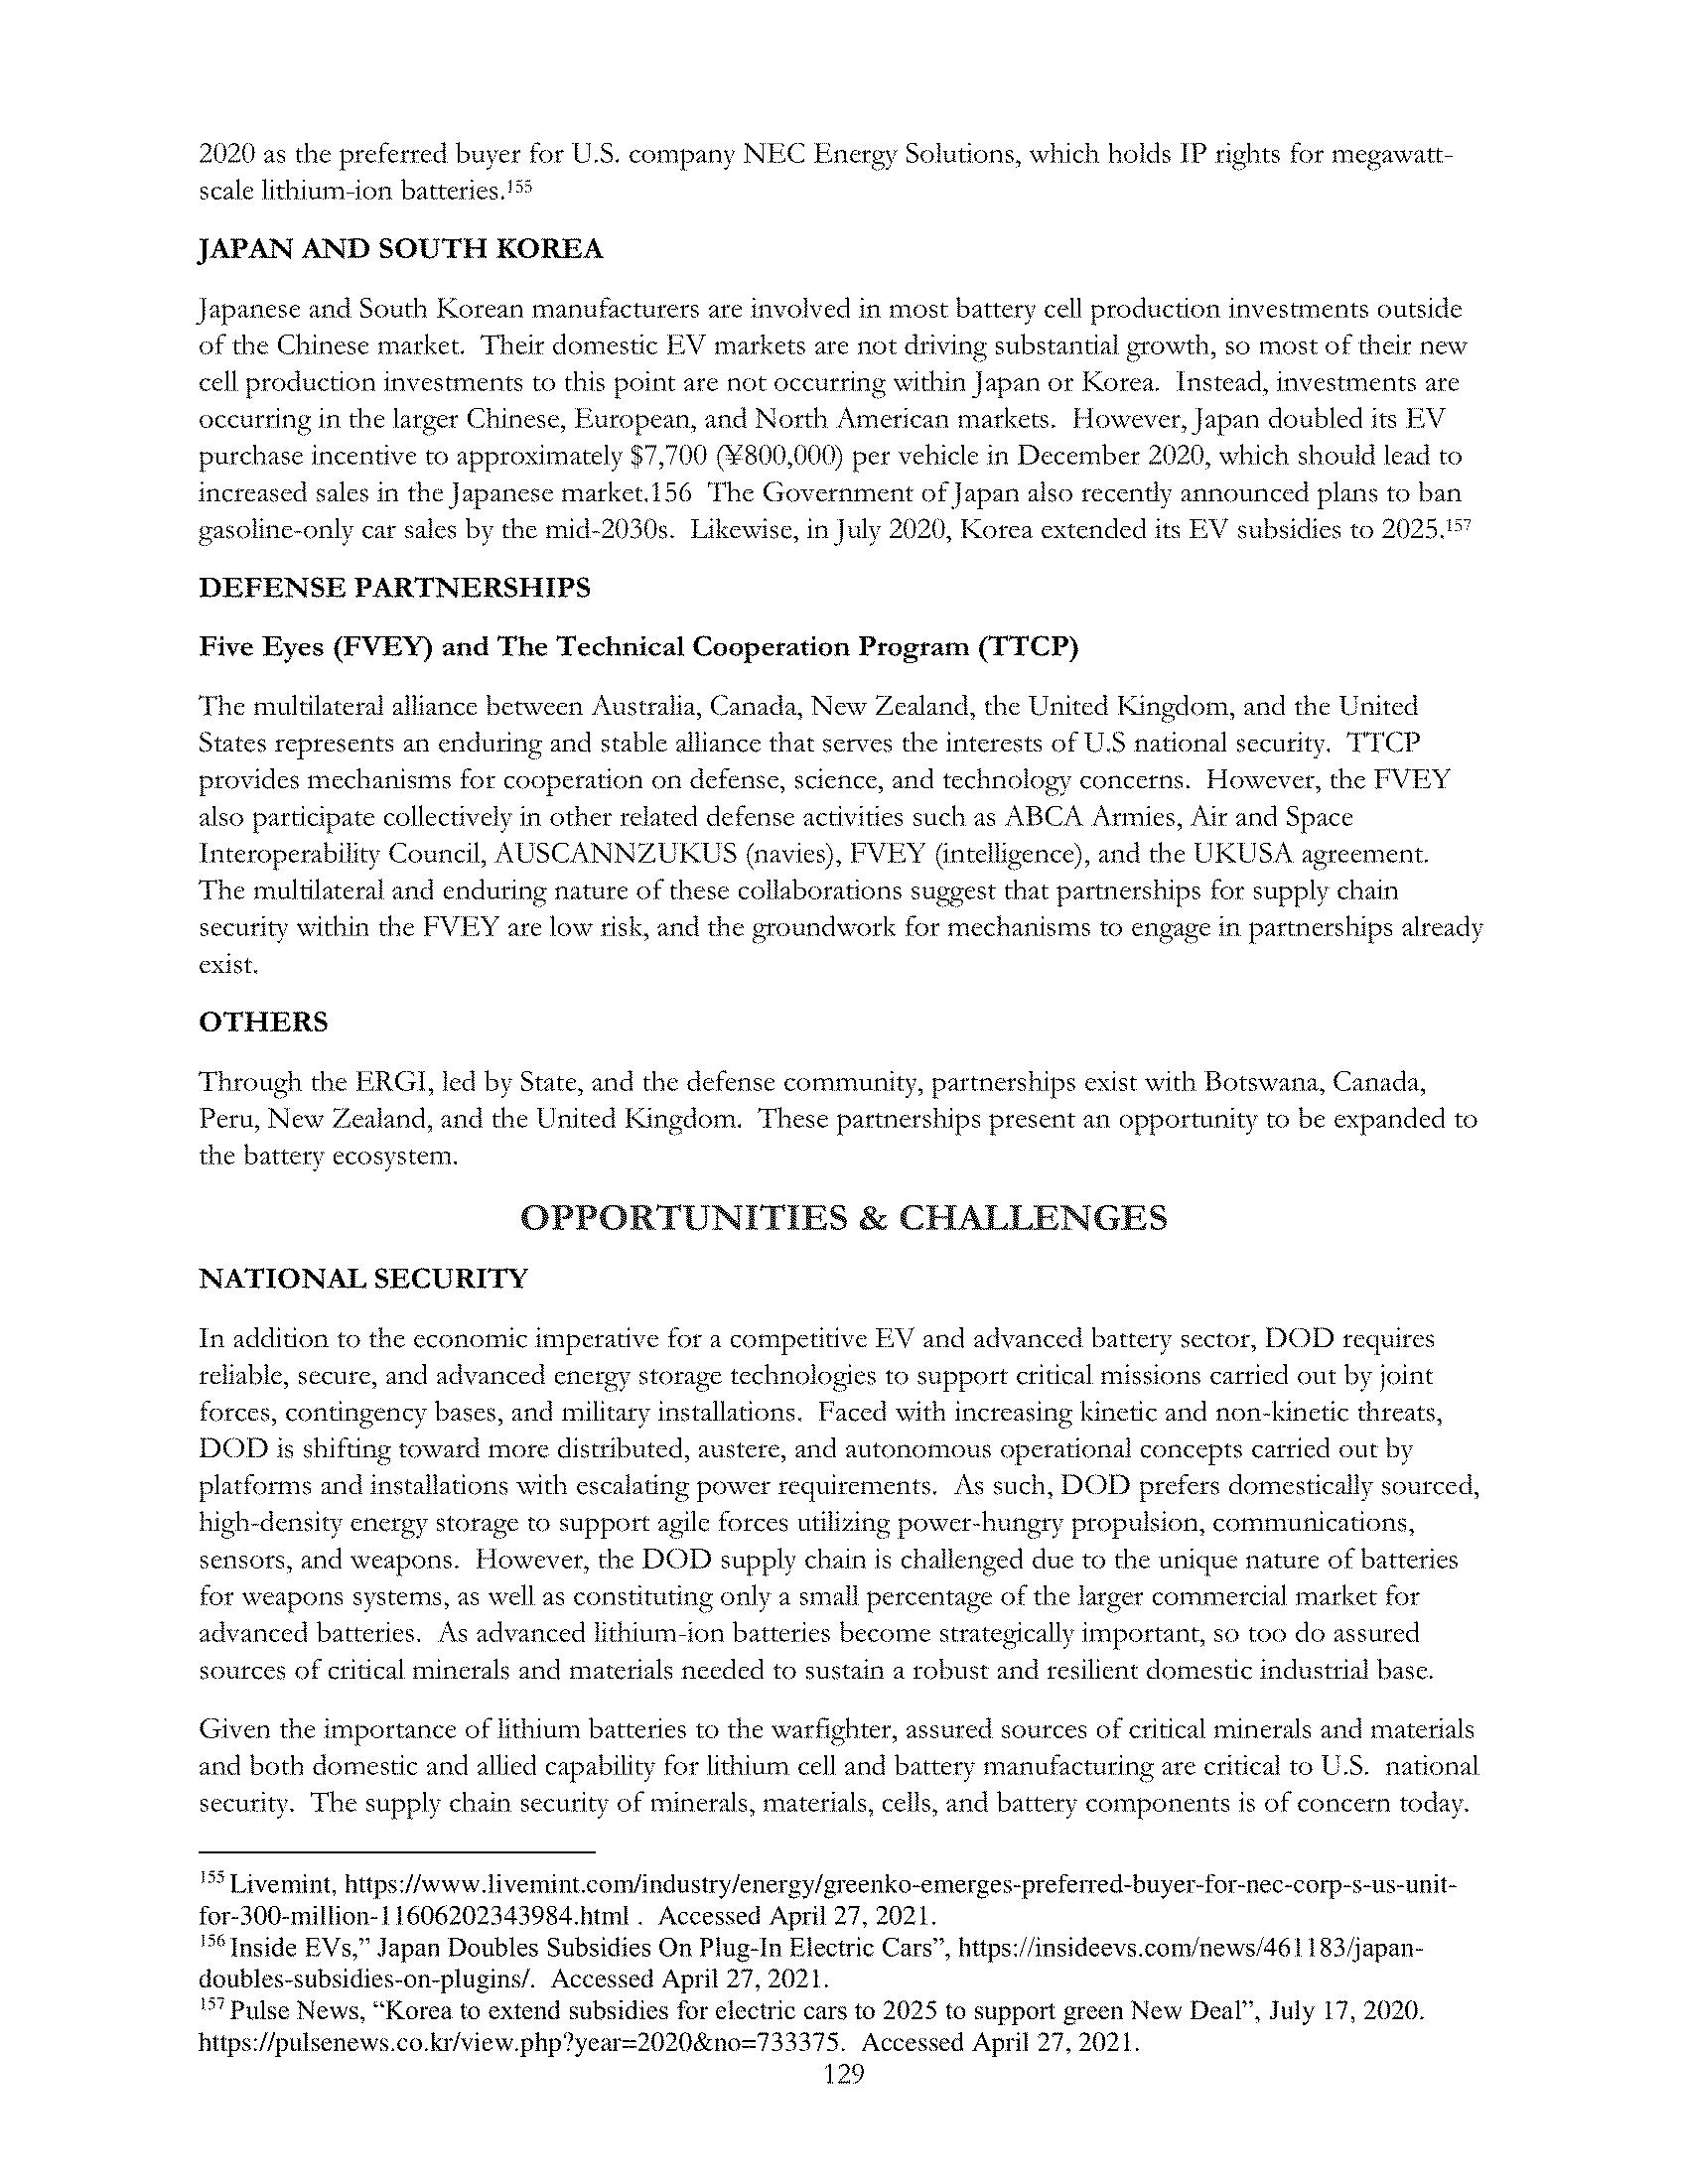 2020 as the preferred buyer for U.S. company NEC Energy Solutions, which holds IP rights for megawatt-
scale lithium-ion batteries.155
JAPAN AND SOUTH KOREA
Japanese and South Korean manufacturers are involved in most battery cell production investments outside
of the Chinese market.  Their domestic EV markets are not driving substantial growth, so most of their new
cell production investments to this point are not occurring within Japan or Korea.  Instead, investments are
occurring in the larger Chinese, European, and North American markets.  However, Japan doubled its EV
purchase incentive to approximately $7,700 (¥800,000) per vehicle in December 2020, which should lead to
increased sales in the Japanese market.156  The Government of Japan also recently announced plans to ban
gasoline-only car sales by the mid-2030s.  Likewise, in July 2020, Korea extended its EV subsidies to 2025.157
DEFENSE PARTNERSHIPS
Five Eyes (FVEY) and The Technical Cooperation Program (TTCP)
The multilateral alliance between Australia, Canada, New Zealand, the United Kingdom, and the United
States represents an enduring and stable alliance that serves the interests of U.S national security.  TTCP
provides mechanisms for cooperation on defense, science, and technology concerns.  However, the FVEY
also participate collectively in other related defense activities such as ABCA Armies, Air and Space
Interoperability Council, AUSCANNZUKUS (navies), FVEY (intelligence), and the UKUSA agreement.
The multilateral and enduring nature of these collaborations suggest that partnerships for supply chain
security within the FVEY are low risk, and the groundwork for mechanisms to engage in partnerships already
exist.
OTHERS
Through the ERGI, led by State, and the defense community, partnerships exist with Botswana, Canada,
Peru, New Zealand, and the United Kingdom.  These partnerships present an opportunity to be expanded to
the battery ecosystem.
OPPORTUNITIES & CHALLENGES
NATIONAL SECURITY
In addition to the economic imperative for a competitive EV and advanced battery sector, DOD requires
reliable, secure, and advanced energy storage technologies to support critical missions carried out by joint
forces, contingency bases, and military installations.  Faced with increasing kinetic and non-kinetic threats,
DOD is shifting toward more distributed, austere, and autonomous operational concepts carried out by
platforms and installations with escalating power requirements.  As such, DOD prefers domestically sourced,
high-density energy storage to support agile forces utilizing power-hungry propulsion, communications,
sensors, and weapons.  However, the DOD supply chain is challenged due to the unique nature of batteries
for weapons systems, as well as constituting only a small percentage of the larger commercial market for
advanced batteries.  As advanced lithium-ion batteries become strategically important, so too do assured
sources of critical minerals and materials needed to sustain a robust and resilient domestic industrial base.
Given the importance of lithium batteries to the warfighter, assured sources of critical minerals and materials
and both domestic and allied capability for lithium cell and battery manufacturing are critical to U.S.  national
security.  The supply chain security of minerals, materials, cells, and battery components is of concern today.
155 Livemint, https://www.livemint.com/industry/energy/greenko-emerges-preferred-buyer-for-nec-corp-s-us-unit-
for-300-million-11606202343984.html .  Accessed April 27, 2021.
156 Inside EVs,” Japan Doubles Subsidies On Plug-In Electric Cars”, https://insideevs.com/news/461183/japan-
doubles-subsidies-on-plugins/.  Accessed April 27, 2021.
157 Pulse News, “Korea to extend subsidies for electric cars to 2025 to support green New Deal”, July 17, 2020.
https://pulsenews.co.kr/view.php?year=2020&no=733375.  Accessed April 27, 2021.
129